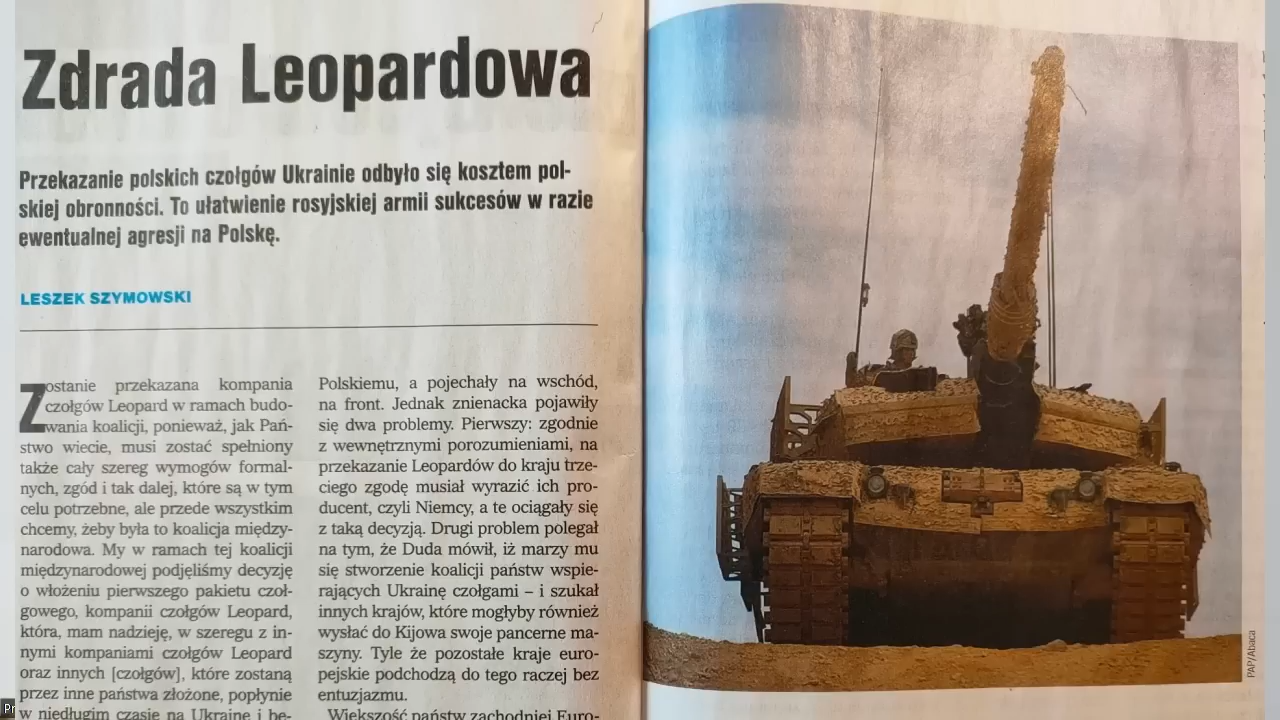 Zdrada Leopardowa
Przekazanie polskich czołgów Ukrainie odbyło się kosztem pol-
skiej obronności. To ułatwienie rosyjskiej armii sukcesów w razie
ewentualnej agresji na Polskę.
LESZEK SZYMOWSKI
Zostanie przekazana kompania
czołgów Leopard w ramach budo-
wania koalicji, ponieważ, jak Pań-
stwo wiecie, musi zostać spełniony
także cały szereg wymogów formal-
nych, zgód i tak dalej, które są w tym
celu potrzebne, ale przede wszystkim
chcemy, żeby była to koalicja między-
narodowa. My w ramach tej koalicji
międzynarodowej podjęliśmy decyzję
o włożeniu pierwszego pakietu czoł-
gowego, kompanii czołgów Leopard,
która, mam nadzieję, w szeregu z in-
nymi kompaniami czołgów Leopard
oraz innych [czołgów], które zostaną
przez inne państwa złożone, popłynie
w niedługim czasie na Ukrainę i be-
Polskiemu, a pojechały na wschód,
na front. Jednak znienacka pojawiły
się dwa problemy. Pierwszy: zgodnie
z wewnętrznymi porozumieniami, na
przekazanie Leopardów do kraju trze-
ciego zgodę musiał wyrazić ich pro-
ducent, czyli Niemcy, a te ociągały się
z taką decyzją. Drugi problem polegał
na tym, że Duda mówił, iż marzy mu
się stworzenie koalicji państw wspie-
rających Ukrainę czołgami – i szukał
innych krajów, które mogłyby również
wysłać do Kijowa swoje pancerne ma-
szyny. Tyle że pozostałe kraje euro-
pejskie podchodzą do tego raczej bez
entuzjazmu.
Większość państw zachodniej Euro-
PAP/Abaca
Pr